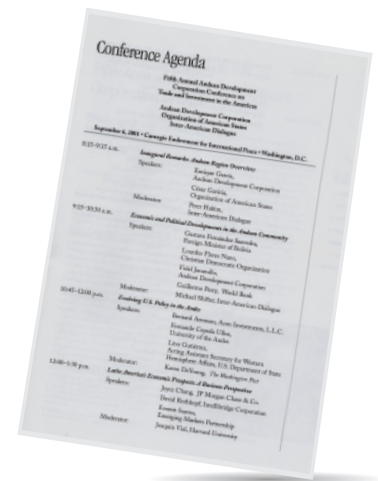 Conference Agenda
Fifth Annual Andean Development
Corporation Conference on
Trade and Investment in the Americas
Andean Development Corporation
Organization of American States
Inter-American Dialogue
September 6, 2001 • Carnegie Endowment for International Peace • Washington, D.C.
8:15-9:15 a.m. Inaugural Remarks: Andean Region Overview
Speakers: Enrique García,
Andean Development Corporation
César Gaviria,
Organization of American States
Moderator: Peter Hakim,
Inter-American Dialogue
9:15-10:30 a.m. Economic and Political Developments in the Andean Community
Speakers: Gustavo Fernández Saavedra,
Foreign Minister of Bolivia
Lourdes Flores Nano,
Christian Democratic Organization
Fidel Jaramillo,
Andean Development Corporation
Moderator: Guillermo Perry, World Bank
Michael Shifter, Inter-American Dialogue
10:45-12:00 p.m. Evolving U.S. Policy in the Andes
Speakers: Bernard Aronson, Acon Investments, L.L.C.
Fernando Cepeda Ulloa,
University of the Andes
Lino Gutiérrez,
Acting Assistant Secretary for Western
Hemisphere Affairs, U.S. Department of State
Moderator: Karen DeYoung, The Washington Post
12:00-1:30 p.m. Latin America's Economic Prospects: A Business Perspective
Speakers: Joyce Chang, JP Morgan Chase & Co.
David Rothkopf, Intellibridge Corporation
Suarez,
Emerging Markets Partnership
Moderator: Joaquín Vial, Harvard University